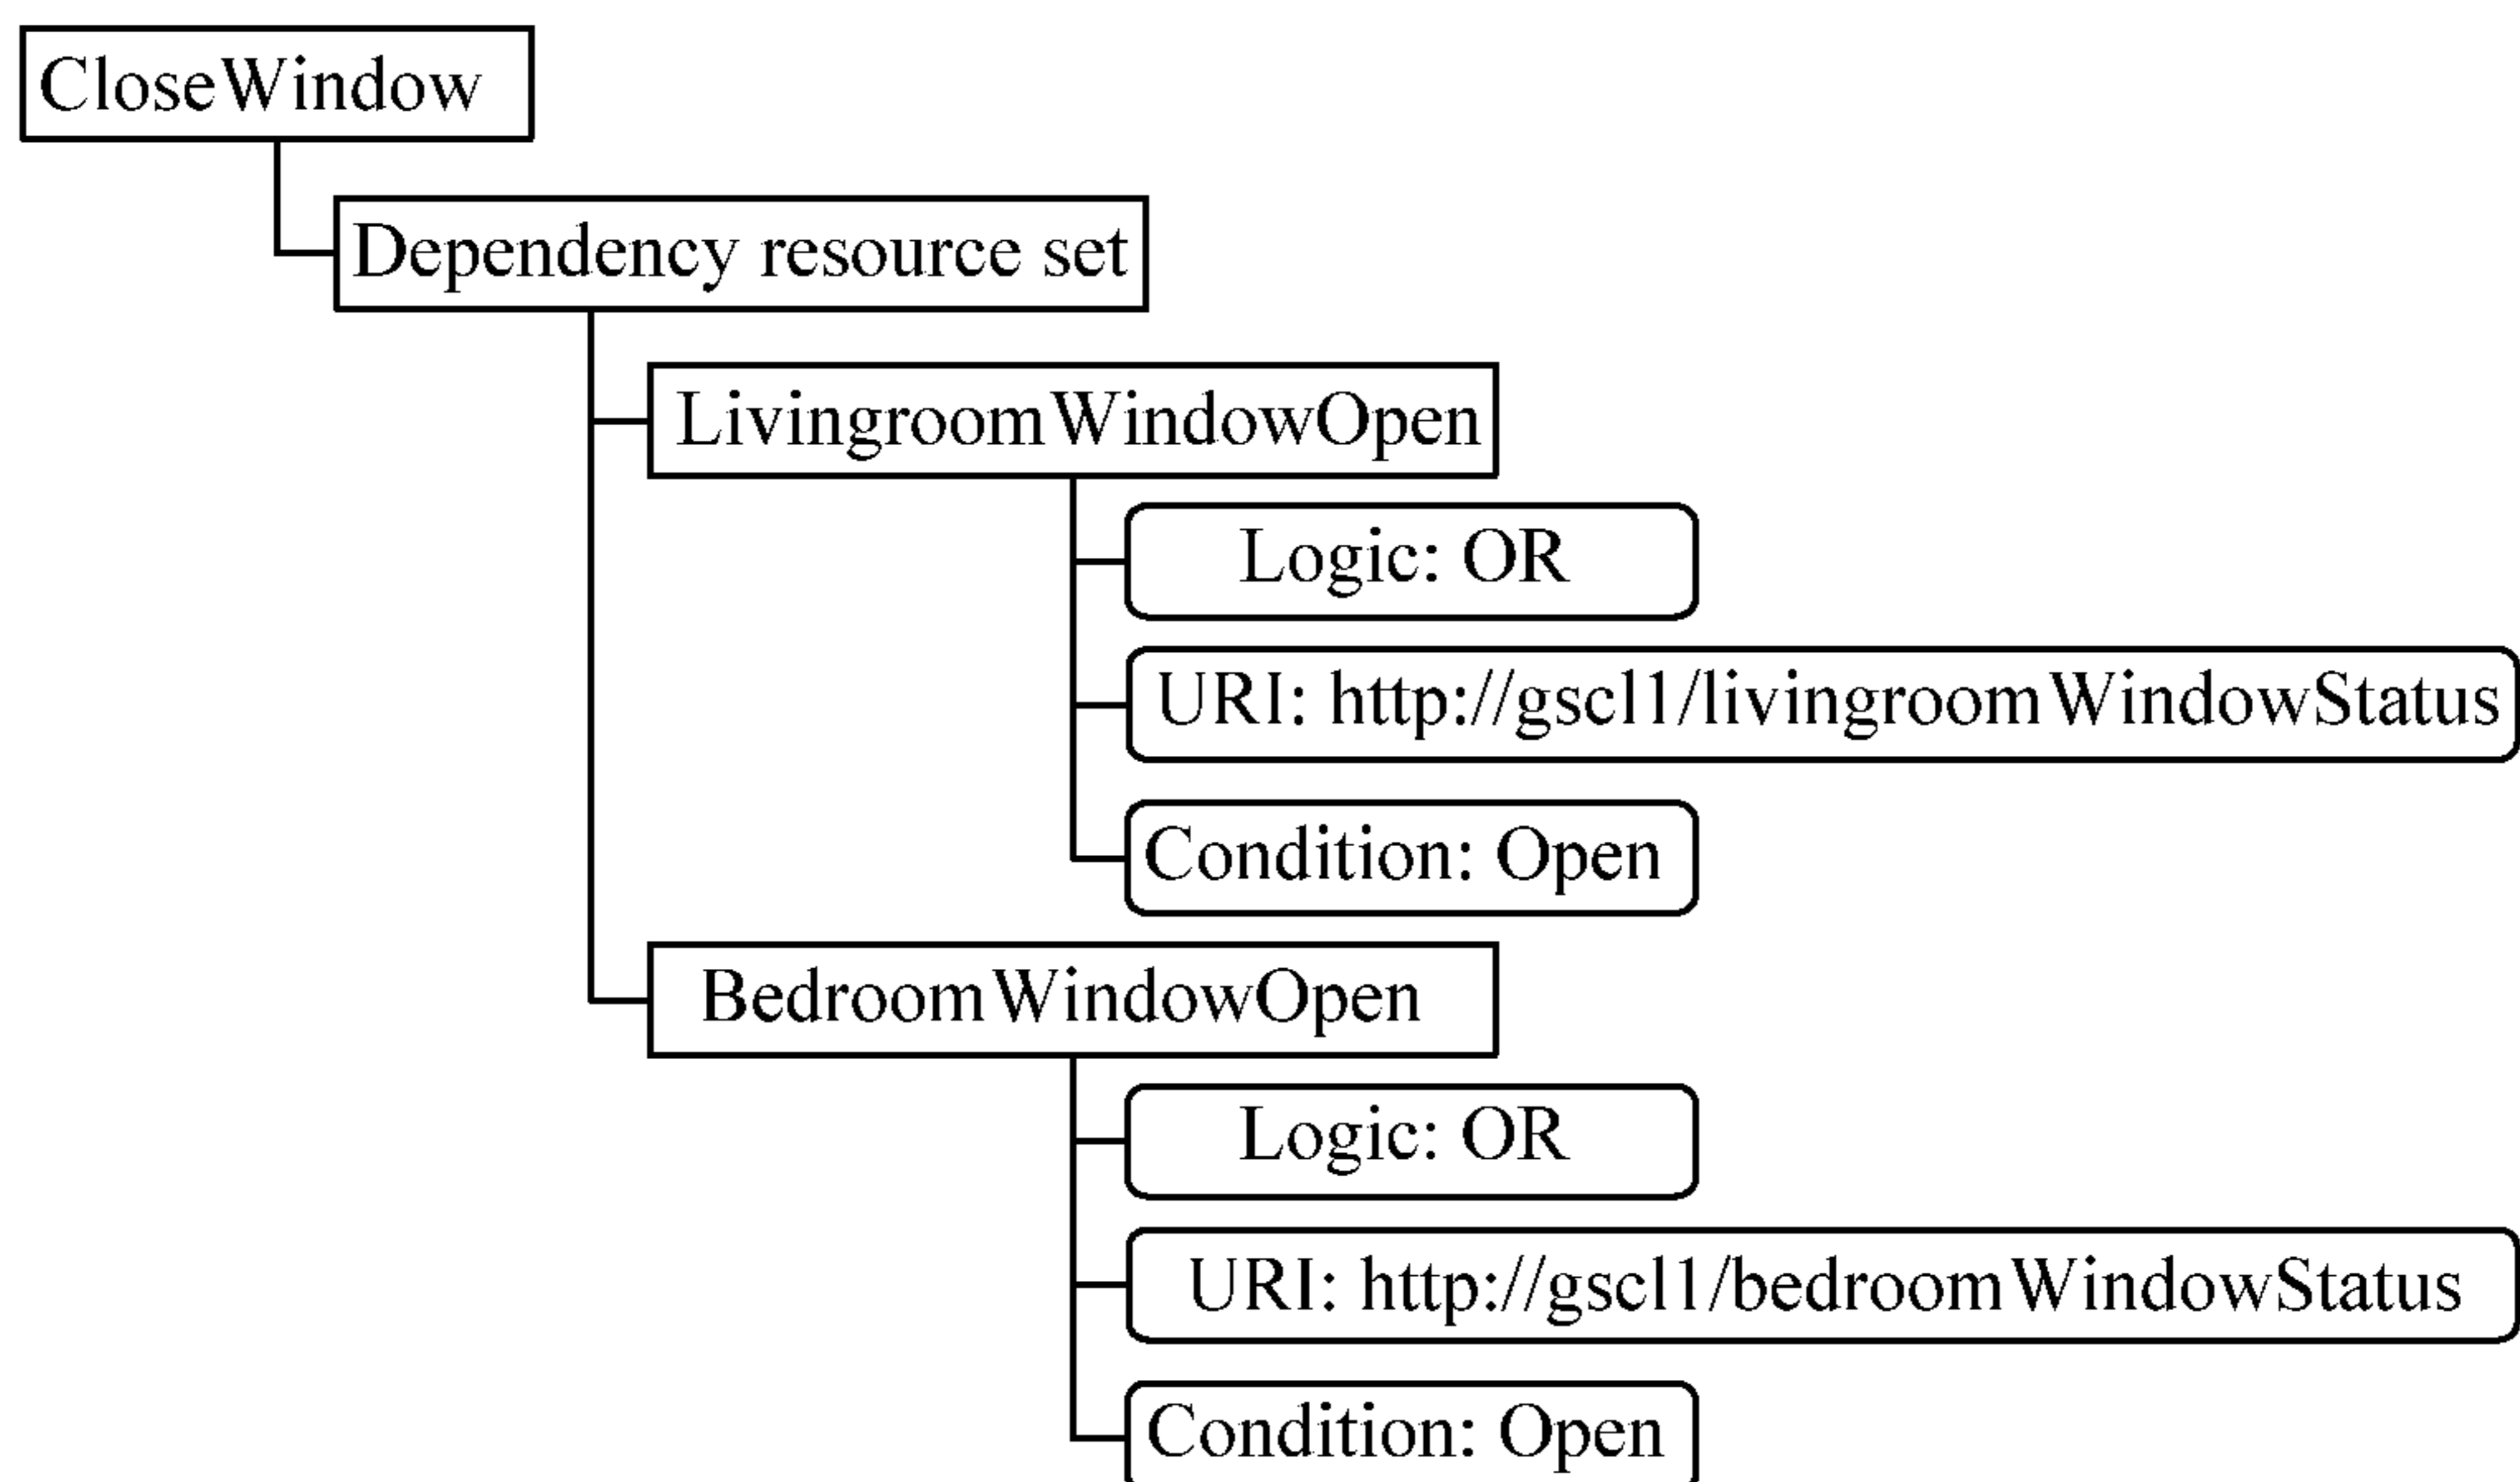 CloseWindow
Dependency resource set
LivingroomWindowOpen
Logic: OR
URI: http://gscl1/livingroomWindowStatus
Condition: Open
BedroomWindowOpen
Logic: OR
URI: http://gscl1/bedroomWindowStatus
Condition: Open